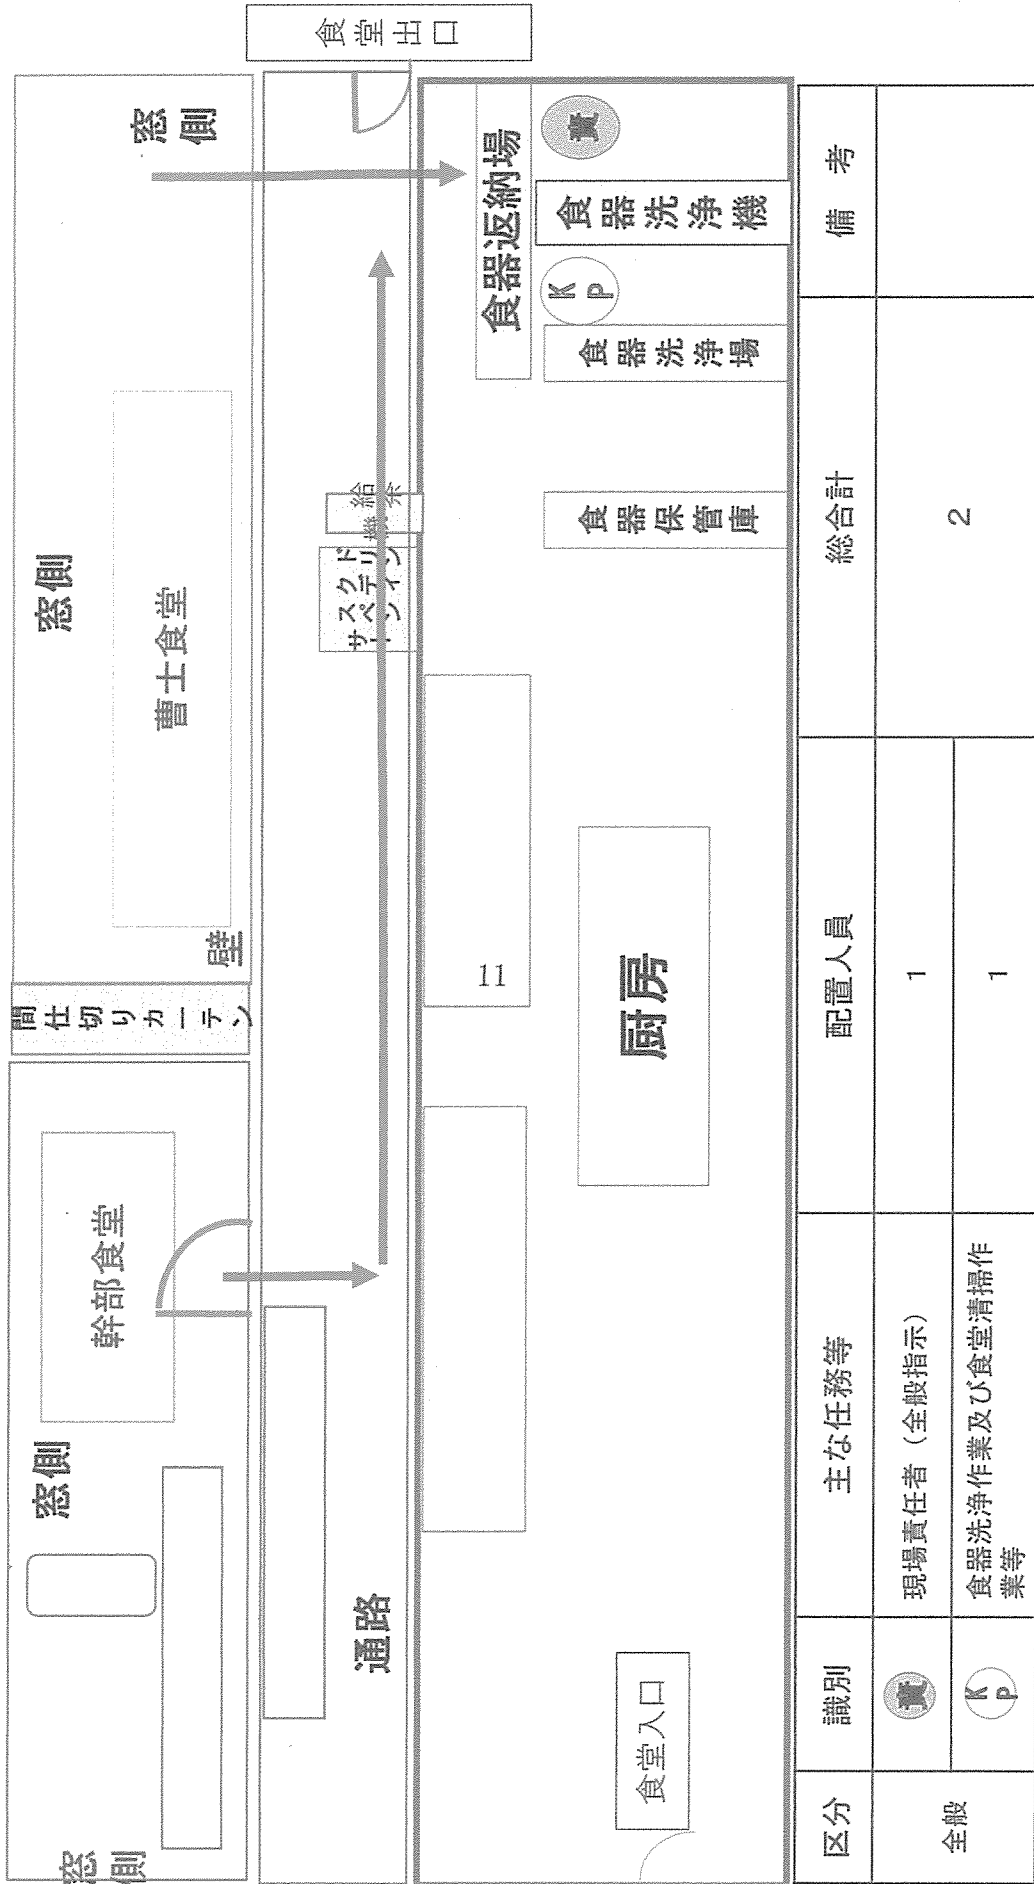 窓側
窓側
幹部食堂
間仕切りカーテン
壁
窓側
曹士食堂
窓側
通路
サスペンド
クテイリン
給茶機
食堂出口
食堂入口
厨房
11
食器保管庫
食器洗浄場
KP
食器洗浄機
責
食器返納場
区分 識別 主な任務等 配置人員 総合計 備考
全般 責 現場責任者(全般指示) 1 2
KP 食器洗浄作業及び食堂清掃作業等 1